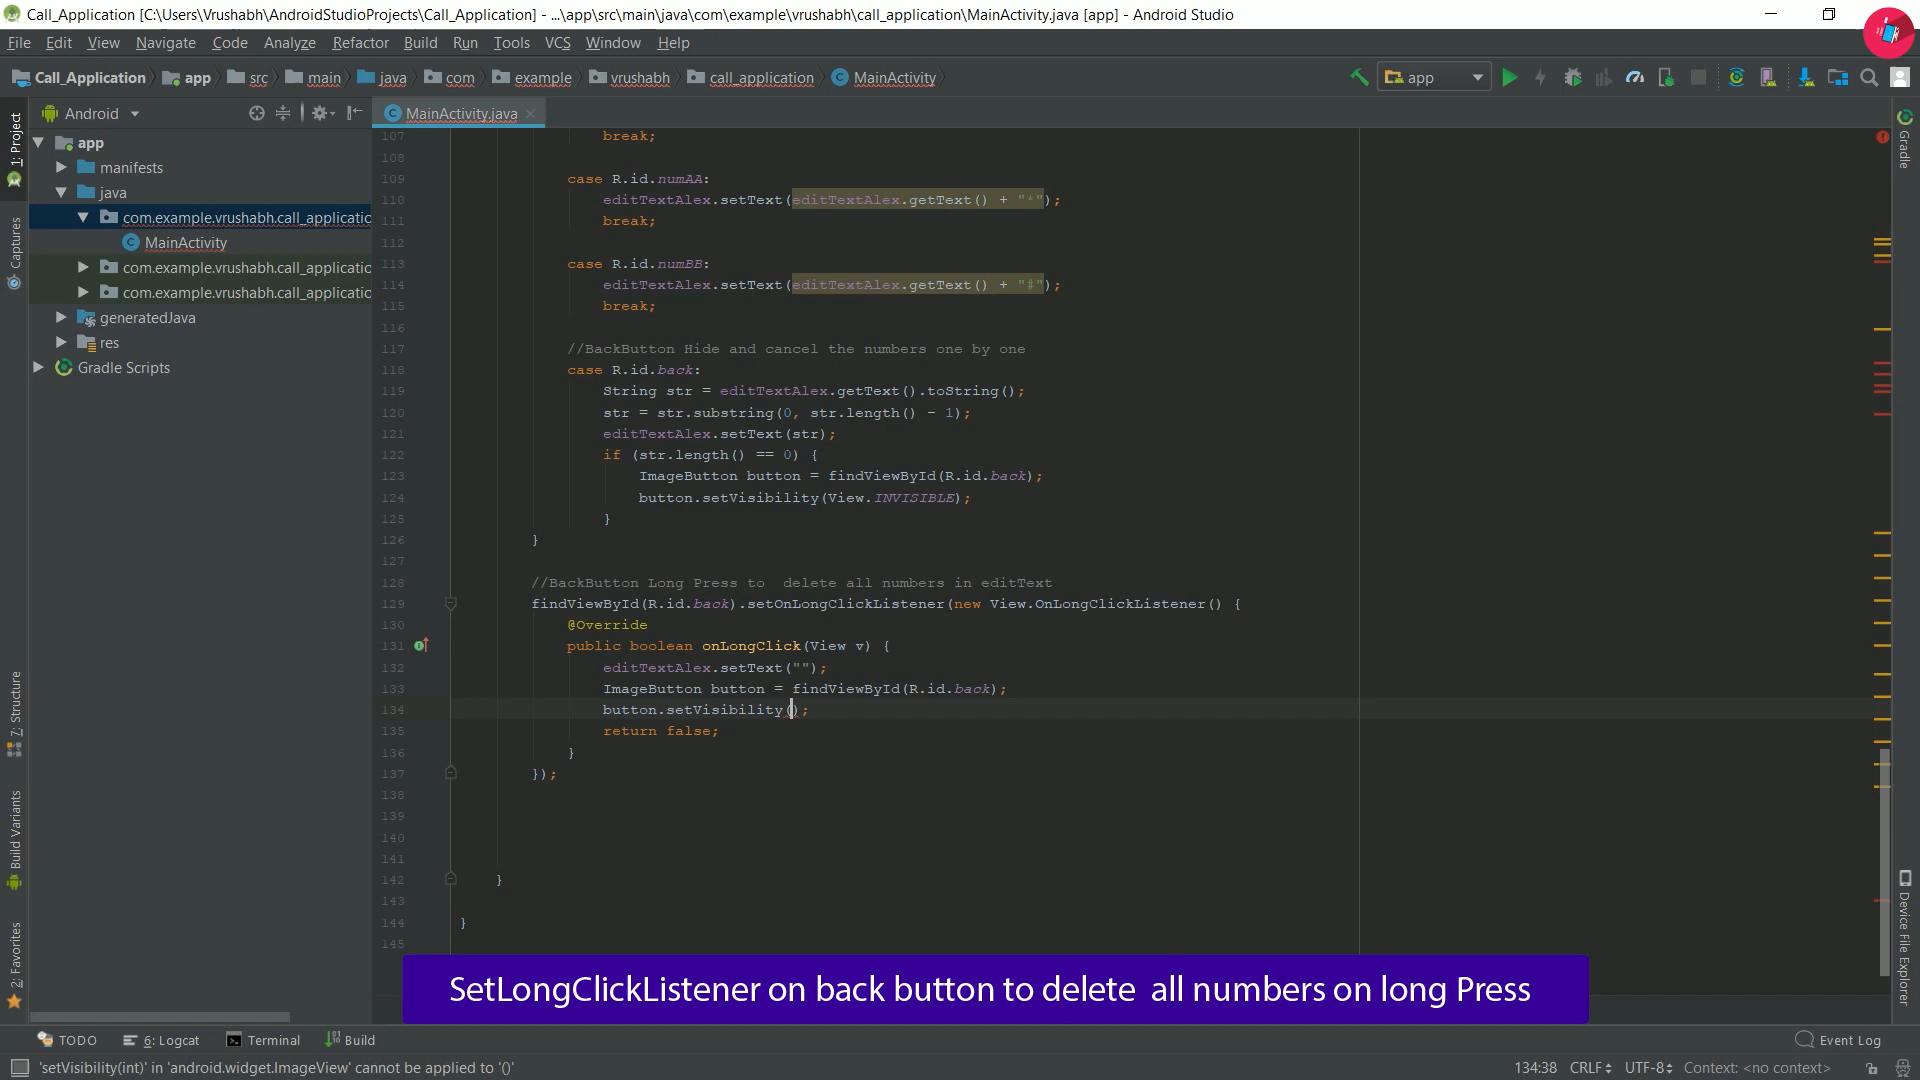 Call_Application [C:\Users\Vrushabh\AndroidStudioProjects\Call_Application] - ...\app\src\main\java\com\example\vrushabh\call_application\MainActivity.java [app] - Android Studio
File Edit View Navigate Code Analyze Refactor Build Run Tools VCS Window Help
Call_Application app src main java com example vrushabh call_application MainActivity app
Android MainActivity.java
1: Project
Captures
7: Structure
Build Variants
2: Favorites
app
manifests
java
com.example.vrushabh.call_applicatio
MainActivity
com.example.vrushabh.call_applicatio
com.example.vrushabh.call_applicatio
generatedJava
res
Gradle Scripts
107 break;
108
109 case R.id.numAA:
110 editTextAlex.setText(editTextAlex.getText() + "*");
111 break;
112
113 case R.id.numBB:
114 editTextAlex.setText(editTextAlex.getText() + "#");
115 break;
116
117 //BackButton Hide and cancel the numbers one by one
118 case R.id.back:
119 String str = editTextAlex.getText().toString();
120 str = str.substring(0, str.length() - 1);
121 editTextAlex.setText(str);
122 if (str.length() == 0) {
123 ImageButton button = findViewById(R.id.back);
124 button.setVisibility(View.INVISIBLE);
125 }
126 }
127
128 //BackButton Long Press to  delete all numbers in editText
129 findViewById(R.id.back).setOnLongClickListener(new View.OnLongClickListener() {
130 @Override
131 public boolean onLongClick(View v) {
132 editTextAlex.setText("");
133 ImageButton button = findViewById(R.id.back);
134 button.setVisibility();
135 return false;
136 }
137 });
138
139
140
141
142 }
143
144 }
145
Gradle
Device File Explorer
SetLongClickListener on back button to delete  all numbers on long Press
TODO 6: Logcat Terminal Build Event Log
'setVisibility(int)' in 'android.widget.ImageView' cannot be applied to '()' 134:38 CRLF UTF-8 Context: <no context>